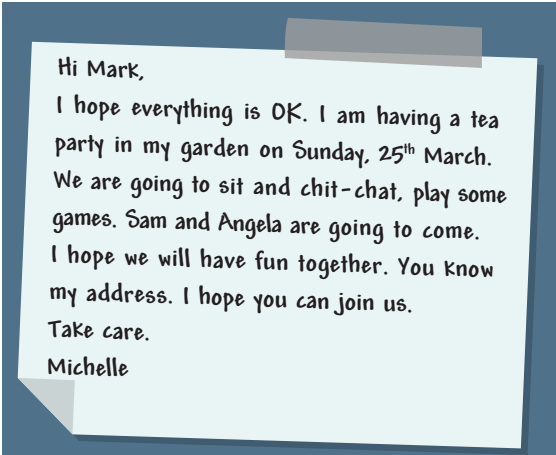 Hi Mark,
I hope everything is OK. I am having a tea
party in my garden on Sunday, 25th March.
We are going to sit and chit-chat, play some
games. Sam and Angela are going to come.
I hope we will have fun together. You know
my address. I hope you can join us.
Take care.
Michelle